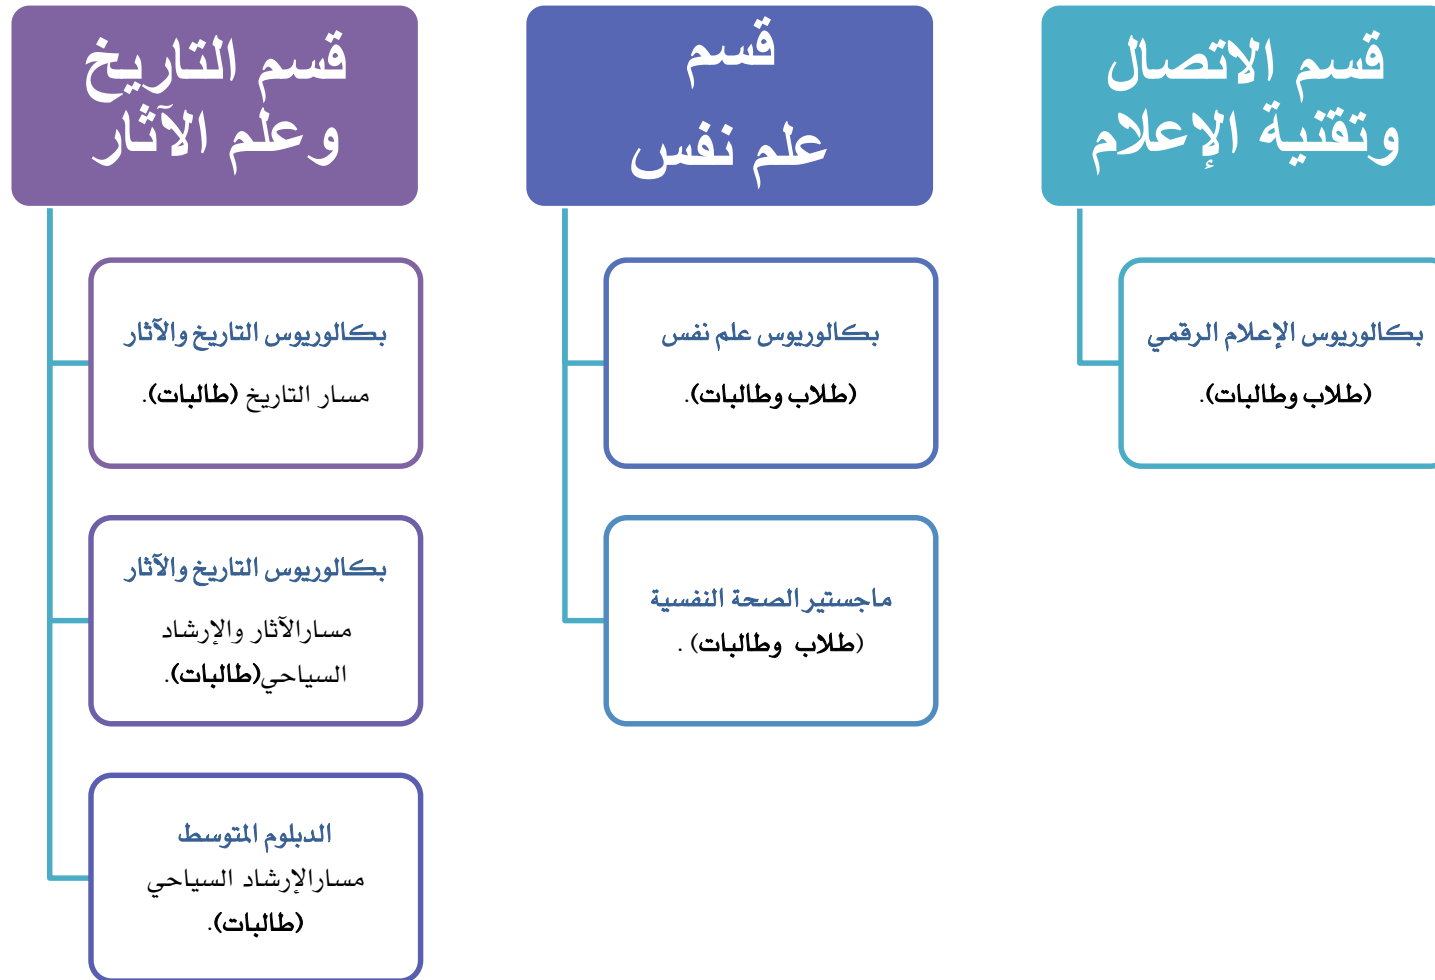 قسم الاتصال
وتقنية الإعلام
بكالوريوس الإعلام الرقمي
(طلاب وطالبات).
قسم
علم نفس
بكالوريوس علم نفس
(طلاب وطالبات).
ماجستير الصحة النفسية
(طلاب وطالبات) .
قسم التاريخ
وعلم الآثار
بكالوريوس التاريخ والآثار
مسار التاريخ (طالبات).
بكالوريوس التاريخ والآثار
مسارالآثار والإرشاد
السياحي(طالبات).
الدبلوم المتوسط
مسارالإرشاد السياحي
(طالبات).